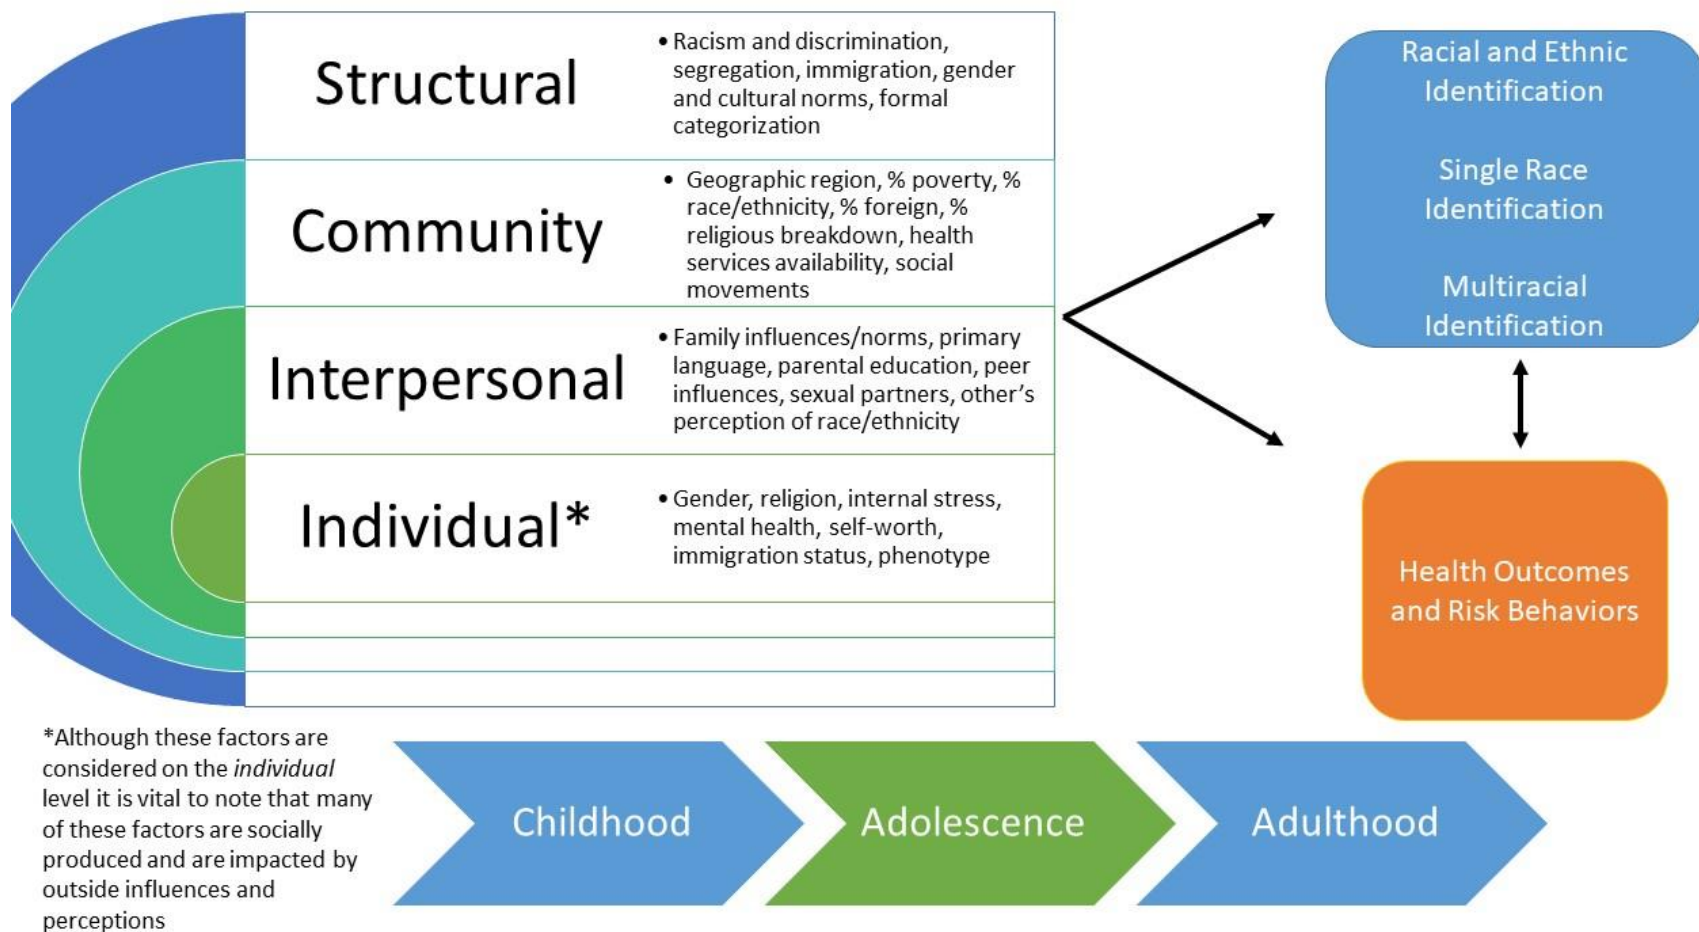 Structural
• Racism and discrimination,
segregation, immigration, gender
and cultural norms, formal
categorization
Community
• Geographic region, % poverty, %
race/ethnicity, % foreign, %
religious breakdown, health
services availability, social
movements
Interpersonal
• Family influences/norms, primary
language, parental education, peer
influences, sexual partners, other’s
perception of race/ethnicity
Individual*
• Gender, religion, internal stress,
mental health, self-worth,
immigration status, phenotype
Racial and Ethnic
Identification
Single Race
Identification
Multiracial
Identification
Health Outcomes
and Risk Behaviors
*Although these factors are
considered on the individual
level it is vital to note that many
of these factors are socially
produced and are impacted by
outside influences and
perceptions
Childhood
Adolescence
Adulthood